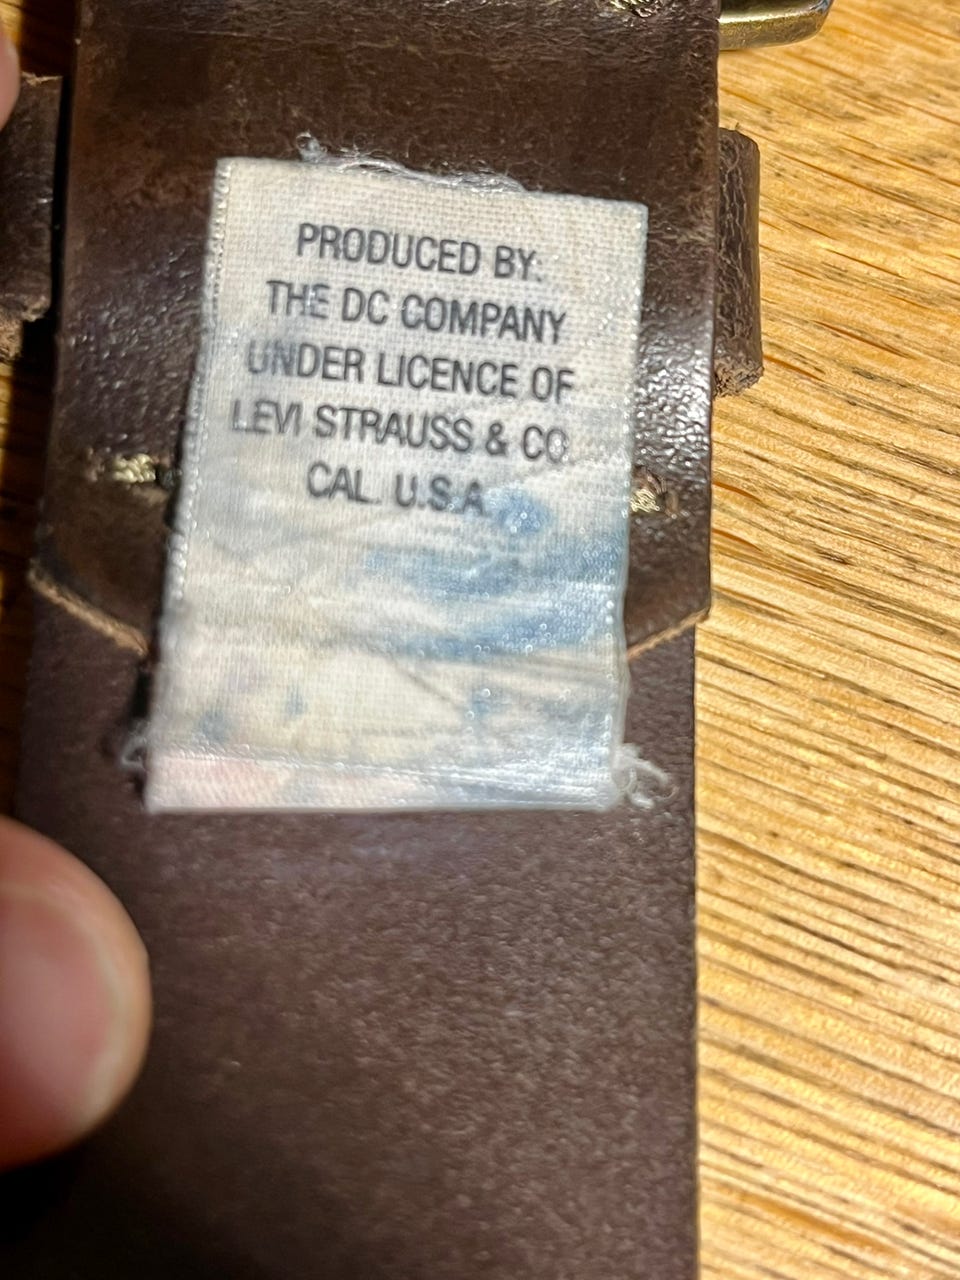 PRODUCED BY:
THE DC COMPANY
UNDER LICENCE OF
LEVI STRAUSS & CO
CAL. U.S.A.